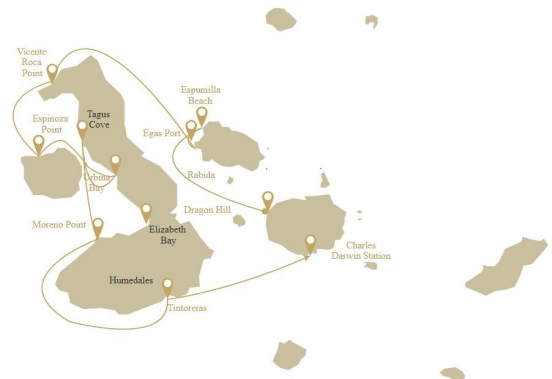 Vicente
Roca
Point
Espumilla
Beach
Espinoza
Point
Tagus
Cove
Egas Port
Urbina
Bay
Rabida
Dragon Hill
Moreno Point
Elizabeth
Bay
Charles
Darwin Station
Humedales
Tintoreras